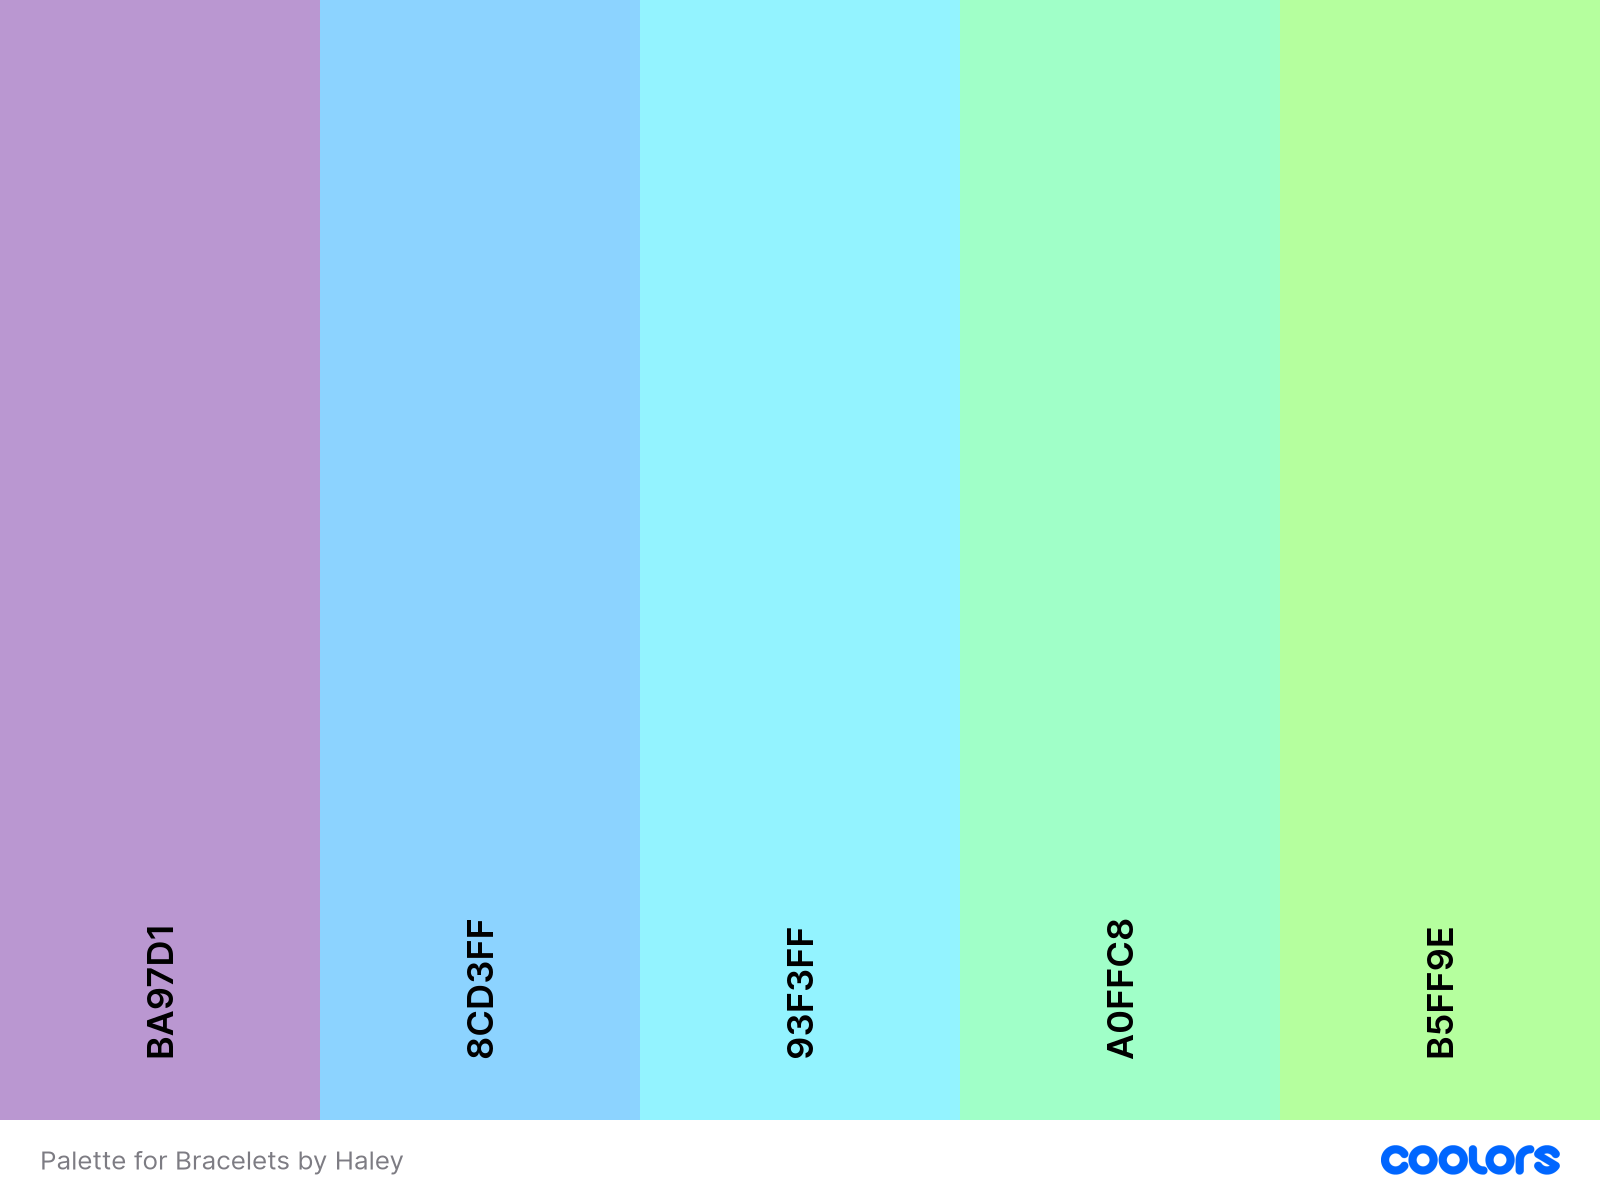 BA97D1
8CD3FF
93F3FF
A0FFC8
B5FF9E
Palette for Bracelets by Haley
coolors